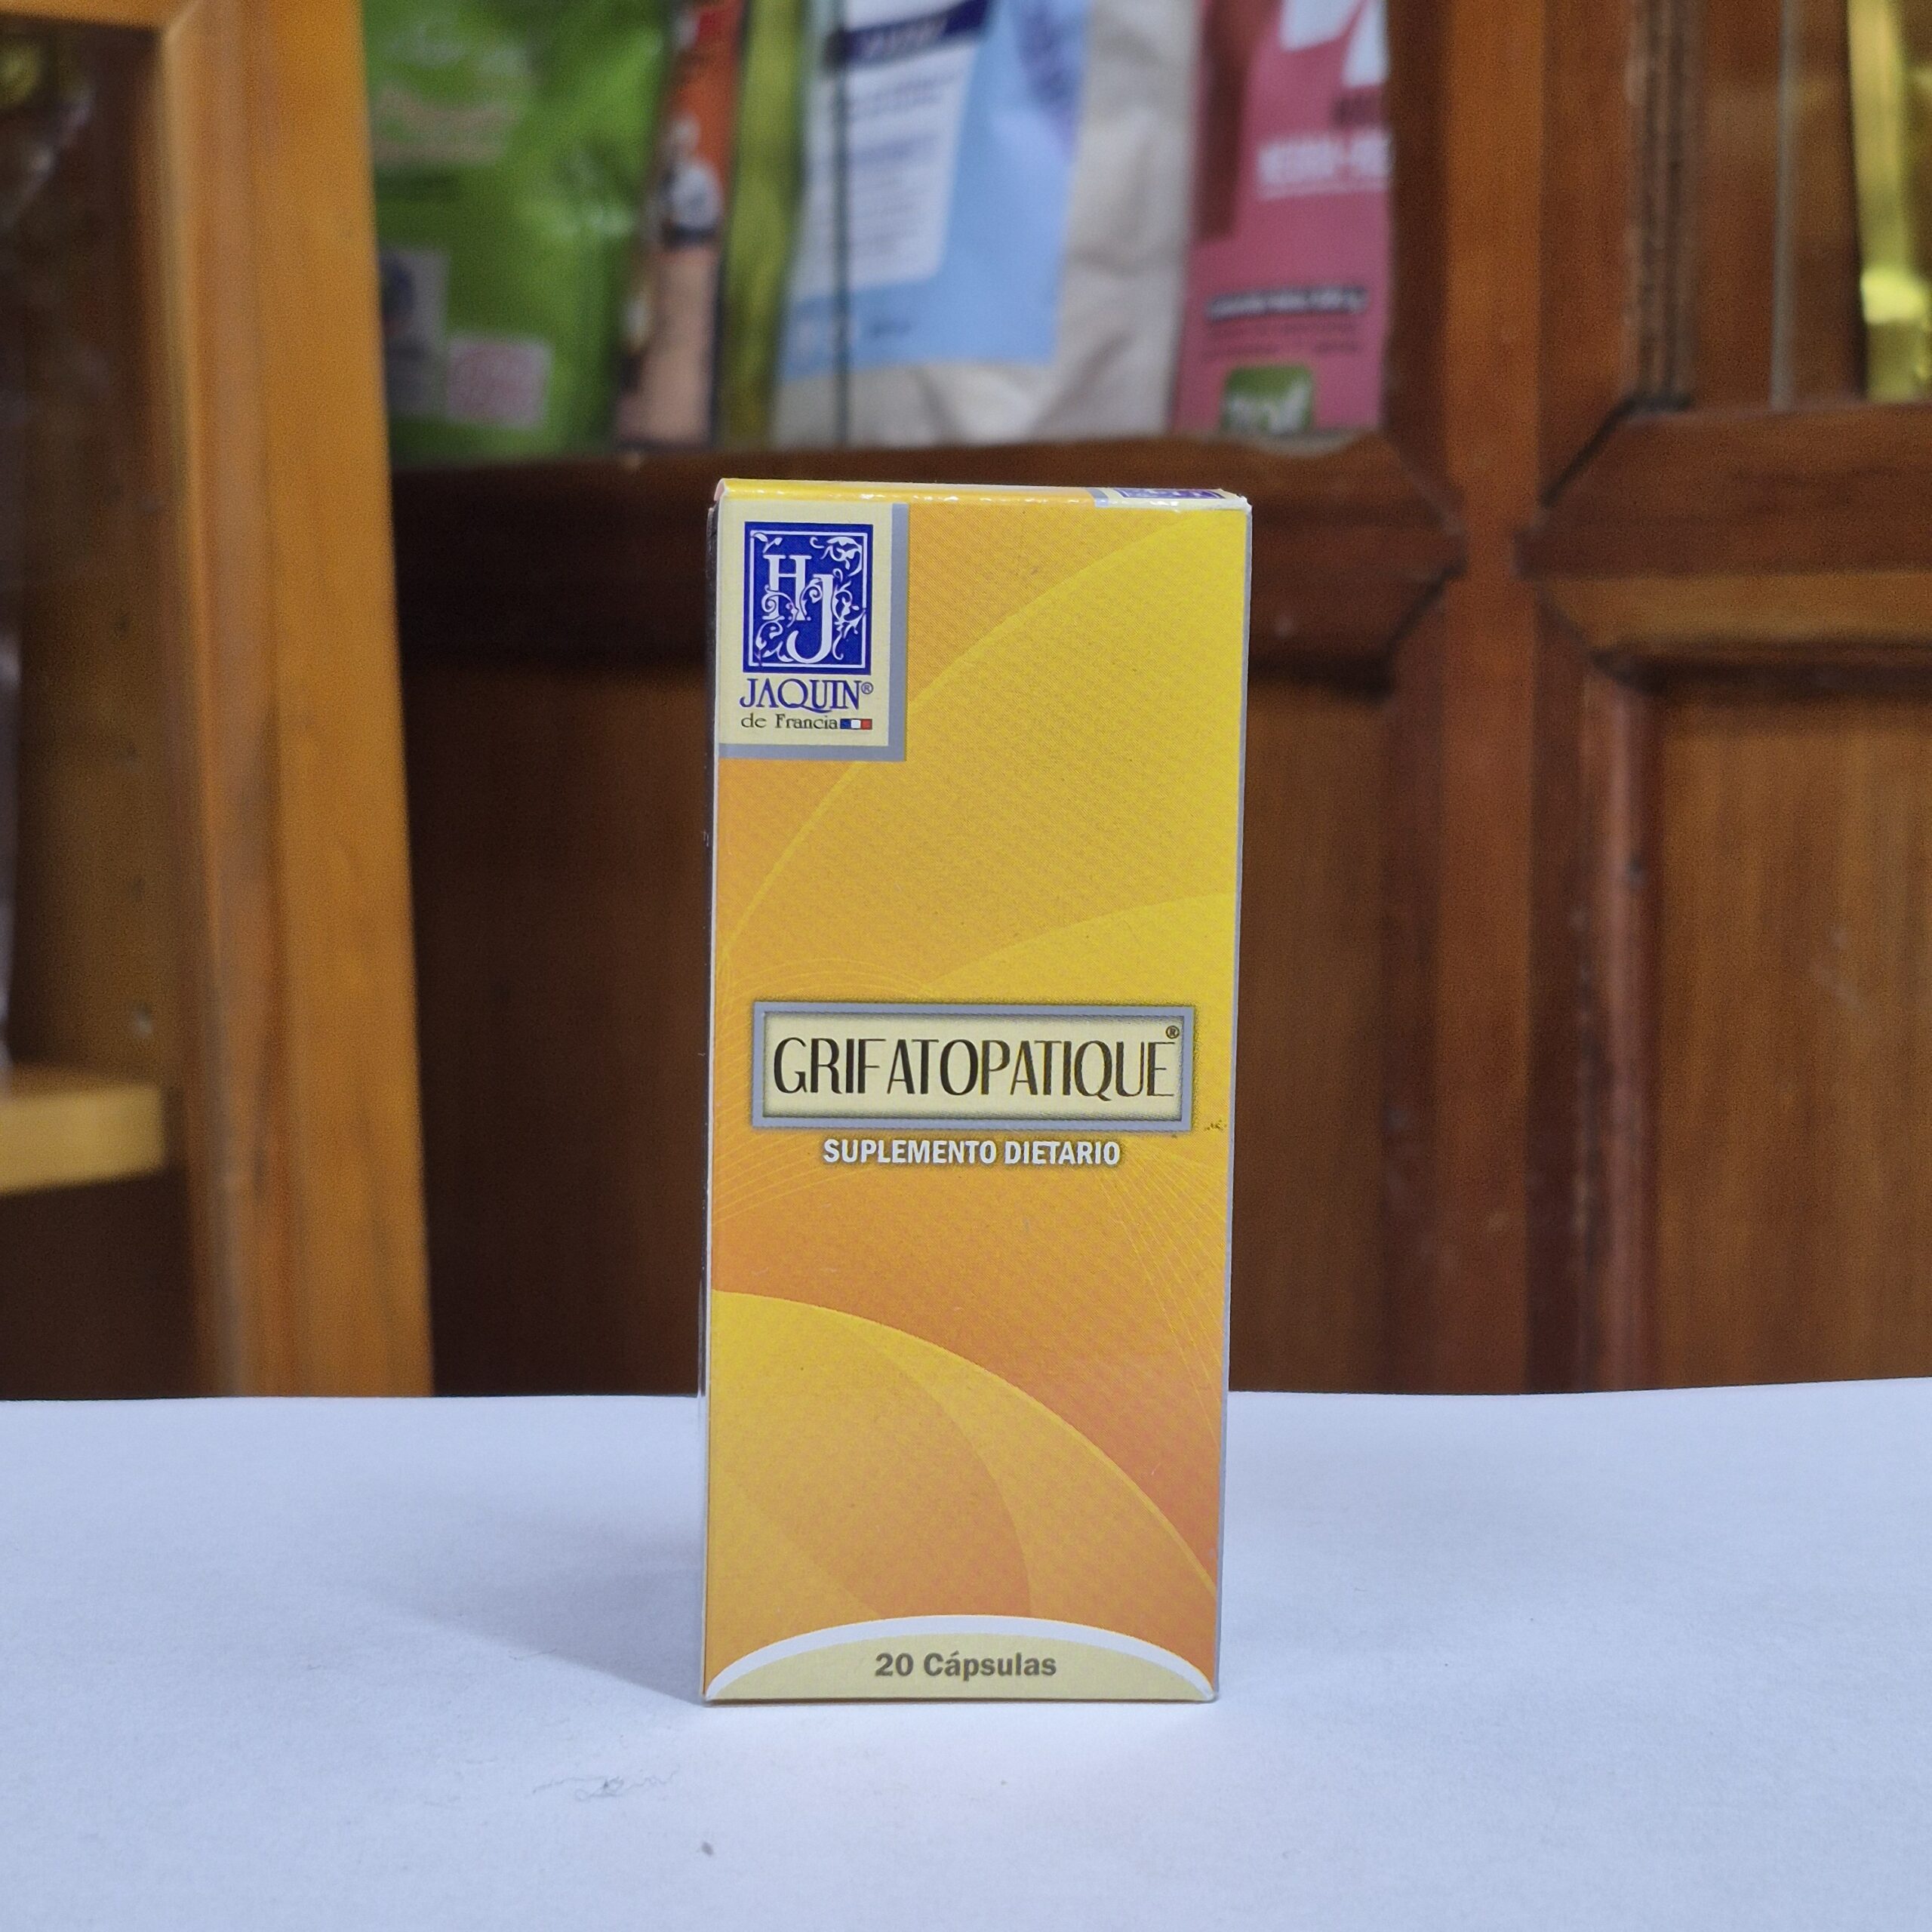 HJ
JAQUIN®
de Francia
GRIFATOPATIQUE®
SUPLEMENTO DIETARIO
20 Cápsulas